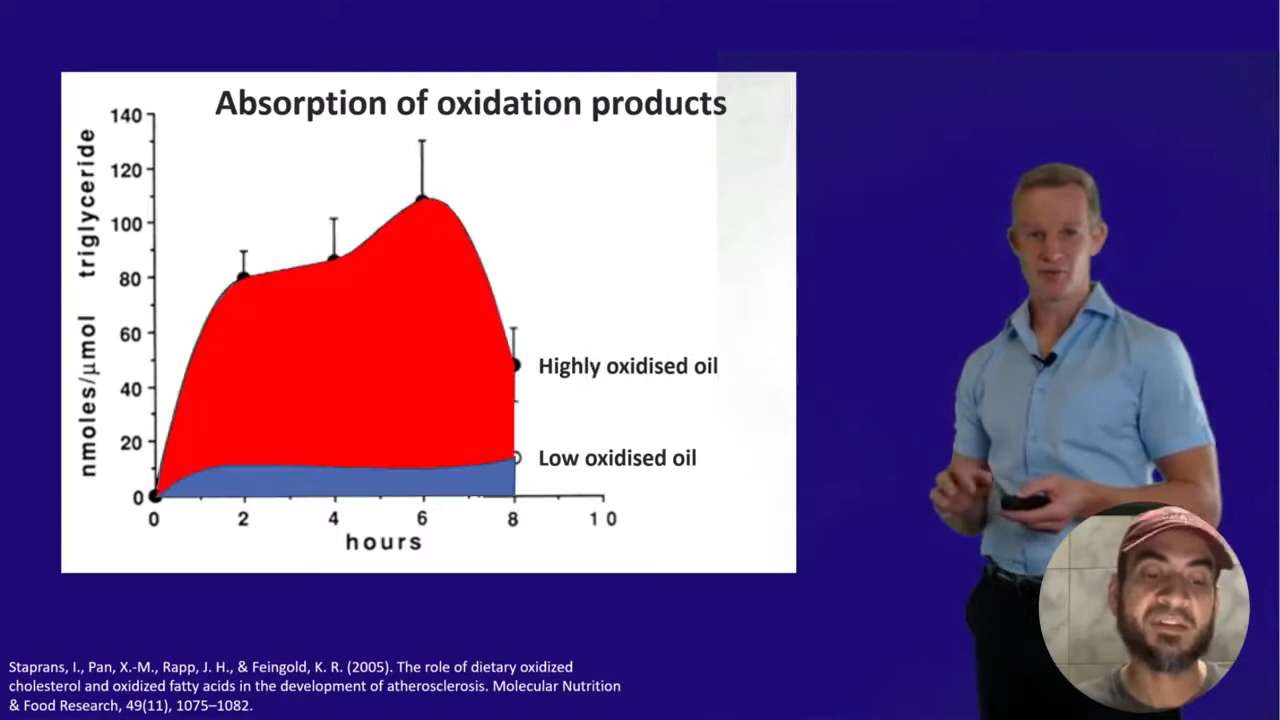 Absorption of oxidation products
nmoles/μmol triglyceride
140
120
100
80
60
40
20
0
0 2 4 6 8 10
hours
Highly oxidised oil
Low oxidised oil
Staprans, I., Pan, X.-M., Rapp, J. H., & Feingold, K. R. (2005). The role of dietary oxidized
cholesterol and oxidized fatty acids in the development of atherosclerosis. Molecular Nutrition
& Food Research, 49(11), 1075–1082.